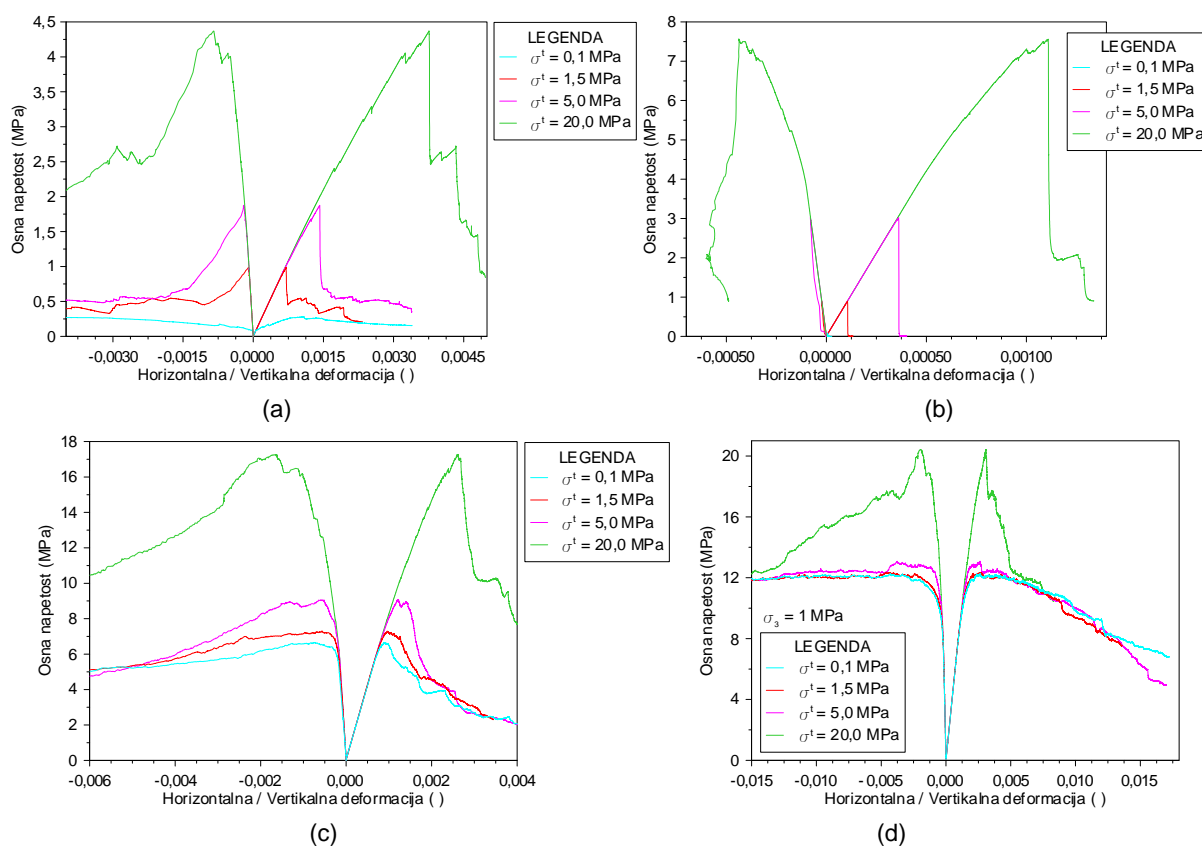 4,5
4
3,5
3
2,5
2
1,5
1
0,5
0
Osna napetost (MPa)
-0,0030 -0,0015 0,0000 0,0015 0,0030 0,0045
Horizontalna / Vertikalna deformacija ( )
LEGENDA
σᵗ = 0,1 MPa
σᵗ = 1,5 MPa
σᵗ = 5,0 MPa
σᵗ = 20,0 MPa
(a)
8
7
6
5
4
3
2
1
0
Osna napetost (MPa)
-0,00050 0,00000 0,00050 0,00100
Horizontalna / Vertikalna deformacija ( )
LEGENDA
σᵗ = 0,1 MPa
σᵗ = 1,5 MPa
σᵗ = 5,0 MPa
σᵗ = 20,0 MPa
(b)
18
16
14
12
10
8
6
4
2
0
Osna napetost (MPa)
-0,006 -0,004 -0,002 0,000 0,002 0,004
Horizontalna / Vertikalna deformacija ( )
LEGENDA
σᵗ = 0,1 MPa
σᵗ = 1,5 MPa
σᵗ = 5,0 MPa
σᵗ = 20,0 MPa
(c)
20
16
12
8
4
0
Osna napetost (MPa)
-0,015 -0,010 -0,005 0,000 0,005 0,010 0,015
Horizontalna / Vertikalna deformacija ( )
σ₃ = 1 MPa
LEGENDA
σᵗ = 0,1 MPa
σᵗ = 1,5 MPa
σᵗ = 5,0 MPa
σᵗ = 20,0 MPa
(d)